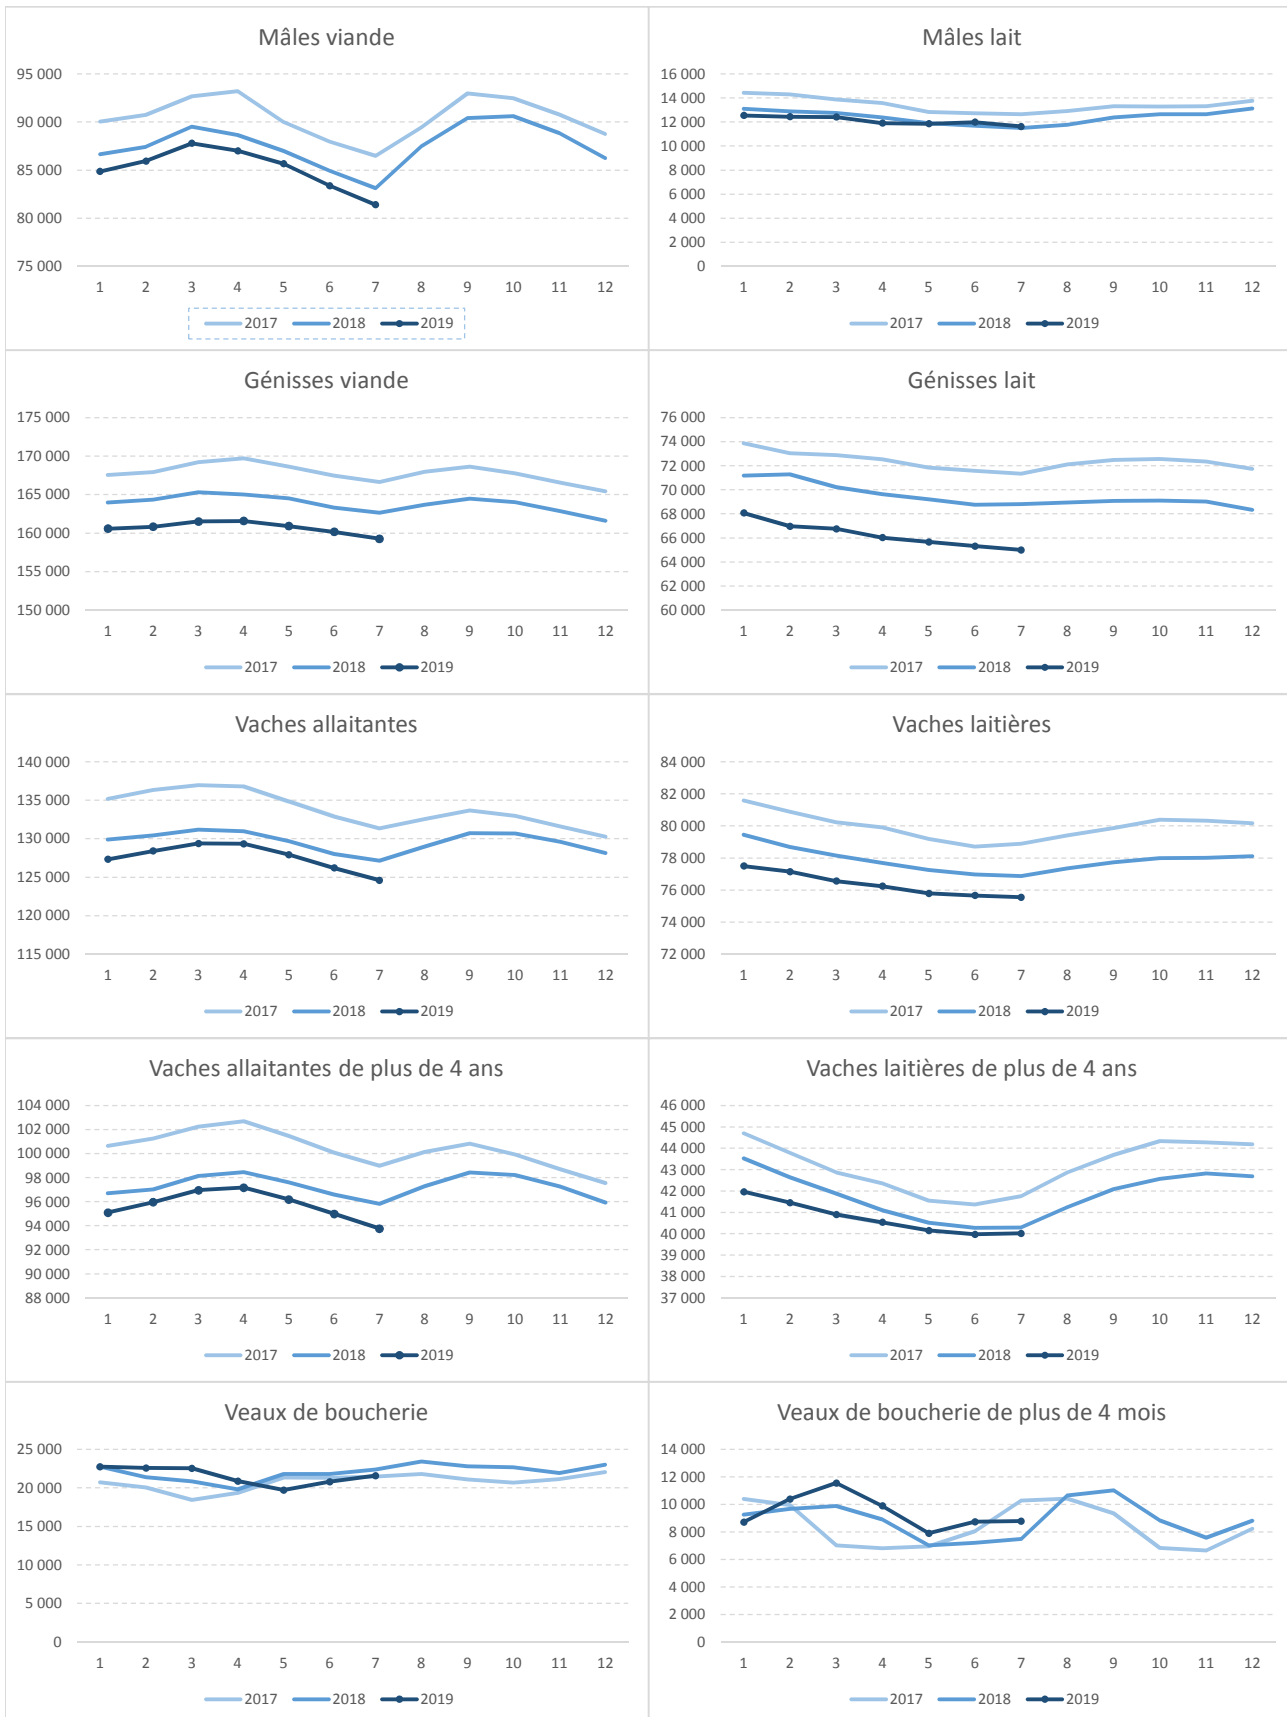 Mâles viande
95 000
90 000
85 000
80 000
75 000
1 2 3 4 5 6 7 8 9 10 11 12
2017 2018 2019
Mâles lait
16 000
14 000
12 000
10 000
8 000
6 000
4 000
2 000
0
1 2 3 4 5 6 7 8 9 10 11 12
2017 2018 2019
Génisses viande
175 000
170 000
165 000
160 000
155 000
150 000
1 2 3 4 5 6 7 8 9 10 11 12
2017 2018 2019
Génisses lait
76 000
74 000
72 000
70 000
68 000
66 000
64 000
62 000
60 000
1 2 3 4 5 6 7 8 9 10 11 12
2017 2018 2019
Vaches allaitantes
140 000
135 000
130 000
125 000
120 000
115 000
1 2 3 4 5 6 7 8 9 10 11 12
2017 2018 2019
Vaches laitières
84 000
82 000
80 000
78 000
76 000
74 000
72 000
1 2 3 4 5 6 7 8 9 10 11 12
2017 2018 2019
Vaches allaitantes de plus de 4 ans
104 000
102 000
100 000
98 000
96 000
94 000
92 000
90 000
88 000
1 2 3 4 5 6 7 8 9 10 11 12
2017 2018 2019
Vaches laitières de plus de 4 ans
46 000
45 000
44 000
43 000
42 000
41 000
40 000
39 000
38 000
37 000
1 2 3 4 5 6 7 8 9 10 11 12
2017 2018 2019
Veaux de boucherie
25 000
20 000
15 000
10 000
5 000
0
1 2 3 4 5 6 7 8 9 10 11 12
2017 2018 2019
Veaux de boucherie de plus de 4 mois
14 000
12 000
10 000
8 000
6 000
4 000
2 000
0
1 2 3 4 5 6 7 8 9 10 11 12
2017 2018 2019